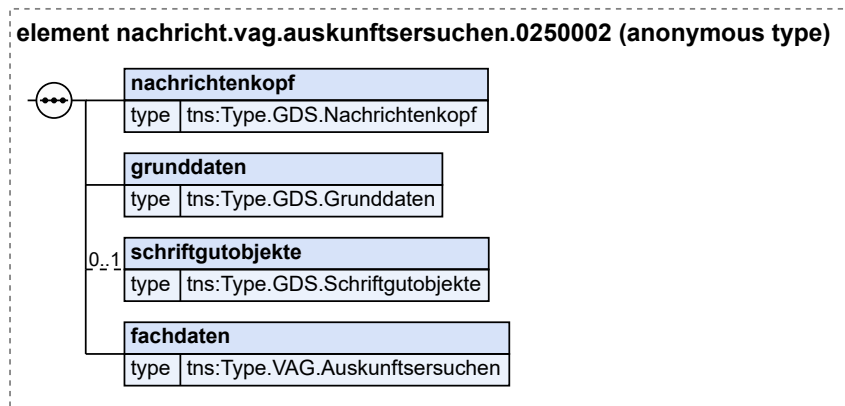 element nachricht.vag.auskunftsersuchen.0250002 (anonymous type)
nachrichtenkopf
type tns:Type.GDS.Nachrichtenkopf
grunddaten
type tns:Type.GDS.Grunddaten
0..1 schriftgutobjekte
type tns:Type.GDS.Schriftgutobjekte
fachdaten
type tns:Type.VAG.Auskunftsersuchen